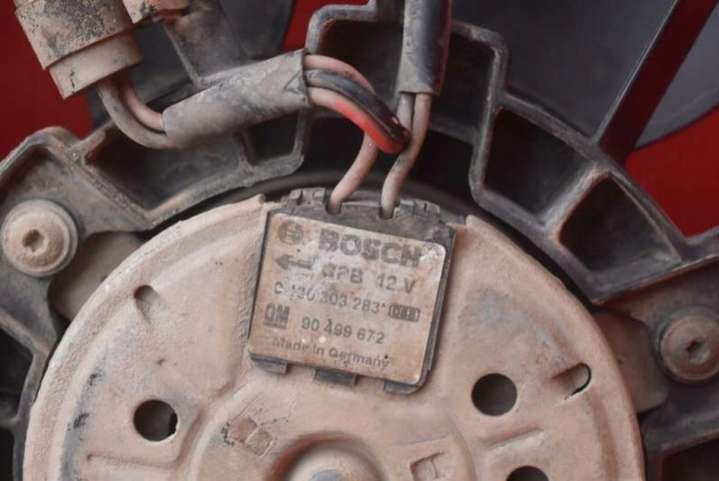 BOSCH
GPB 12 V
0 130 303 283
GM 90 499 672
Made in Germany